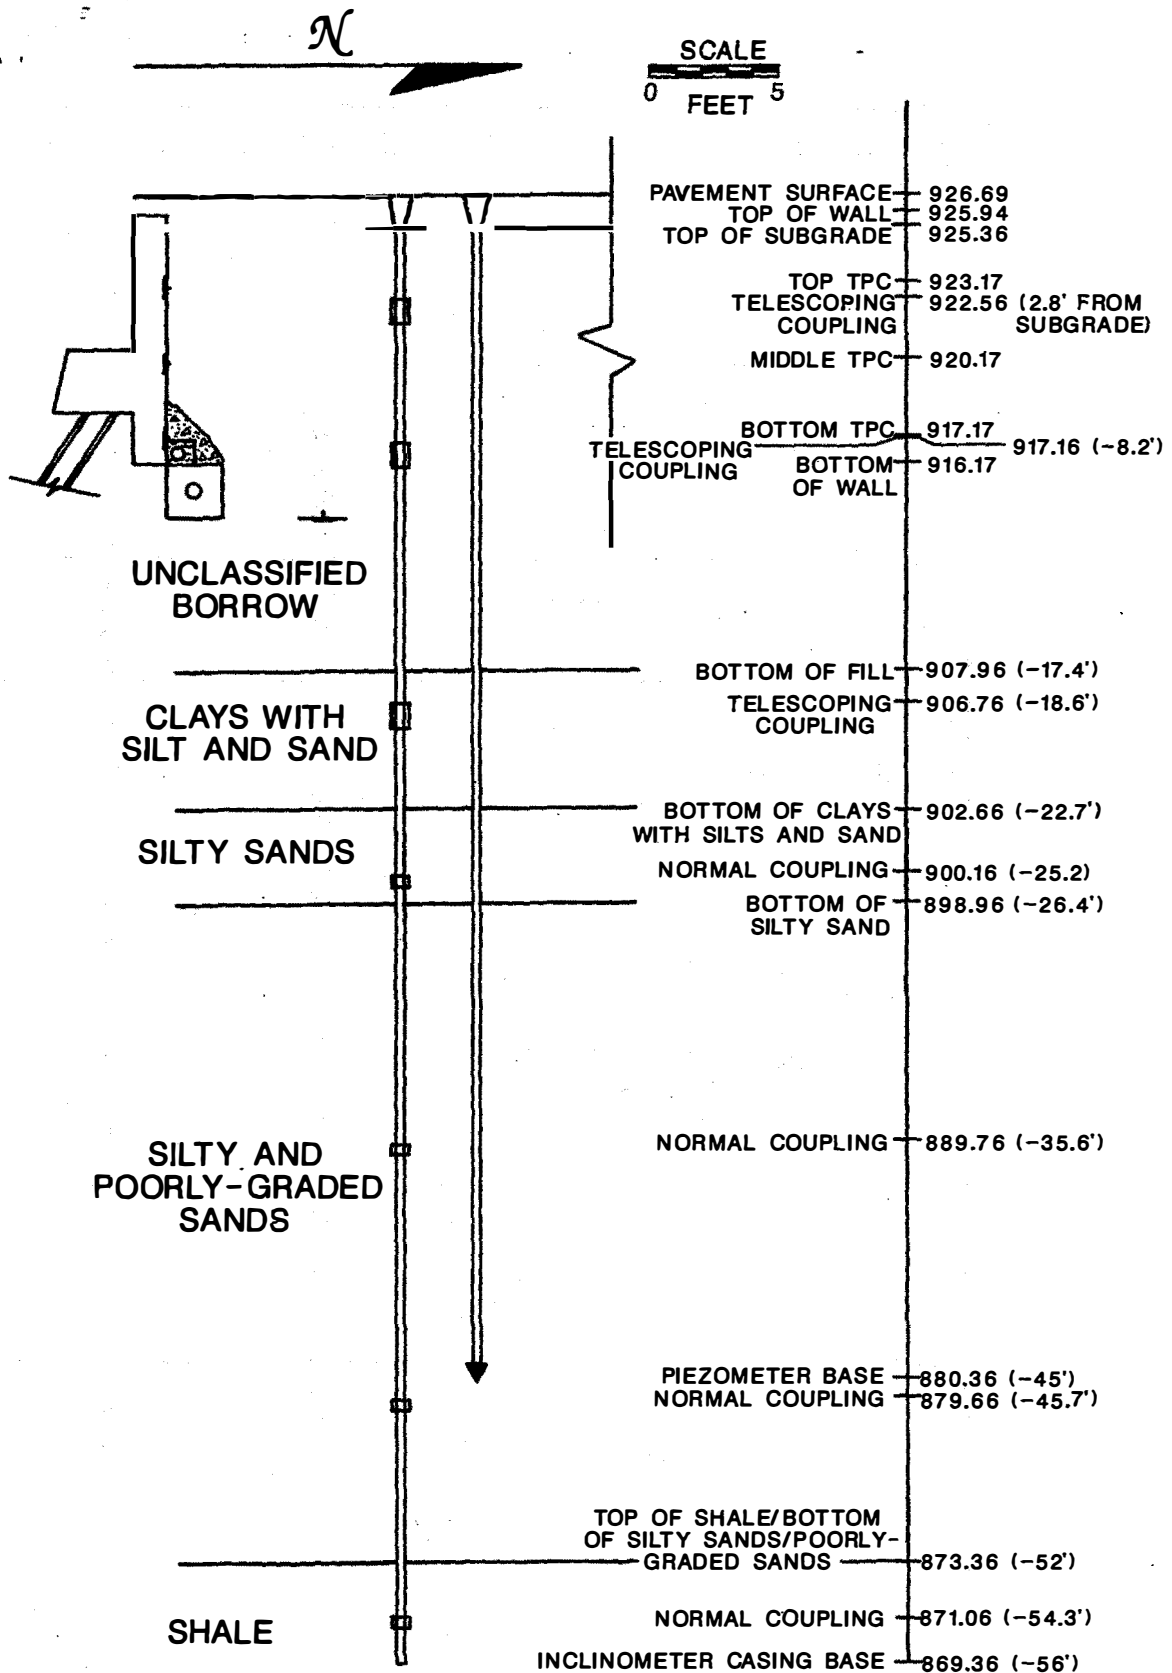 N
SCALE
0 FEET 5
PAVEMENT SURFACE 926.69
TOP OF WALL 925.94
TOP OF SUBGRADE 925.36
TOP TPC 923.17
TELESCOPING COUPLING 922.56 (2.8' FROM SUBGRADE)
MIDDLE TPC 920.17
BOTTOM TPC 917.17
TELESCOPING COUPLING 917.16 (-8.2')
BOTTOM OF WALL 916.17
UNCLASSIFIED
BORROW
BOTTOM OF FILL 907.96 (-17.4')
CLAYS WITH
SILT AND SAND
TELESCOPING COUPLING 906.76 (-18.6')
BOTTOM OF CLAYS WITH SILTS AND SAND 902.66 (-22.7')
SILTY SANDS
NORMAL COUPLING 900.16 (-25.2)
BOTTOM OF SILTY SAND 898.96 (-26.4')
SILTY AND
POORLY-GRADED
SANDS
NORMAL COUPLING 889.76 (-35.6')
PIEZOMETER BASE 880.36 (-45')
NORMAL COUPLING 879.66 (-45.7')
TOP OF SHALE/BOTTOM
OF SILTY SANDS/POORLY-
GRADED SANDS 873.36 (-52')
SHALE
NORMAL COUPLING 871.06 (-54.3')
INCLINOMETER CASING BASE 869.36 (-56')